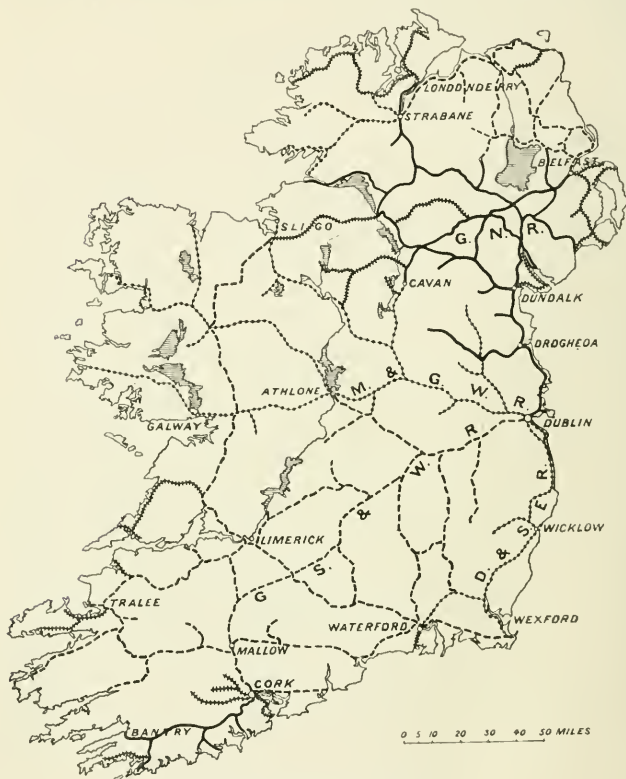 LONDONDERRY
STRABANE
BELFAST
SLIGO
G. N. R.
CAVAN
DUNDALK
DROGHEDA
M. & G. W. R.
ATHLONE
GALWAY
DUBLIN
G. S. & W. R
D. & S. E. R.
WICKLOW
LIMERICK
TRALEE
WATERFORD
WEXFORD
MALLOW
CORK
BANTRY
0 5 10 20 30 40 50 MILES